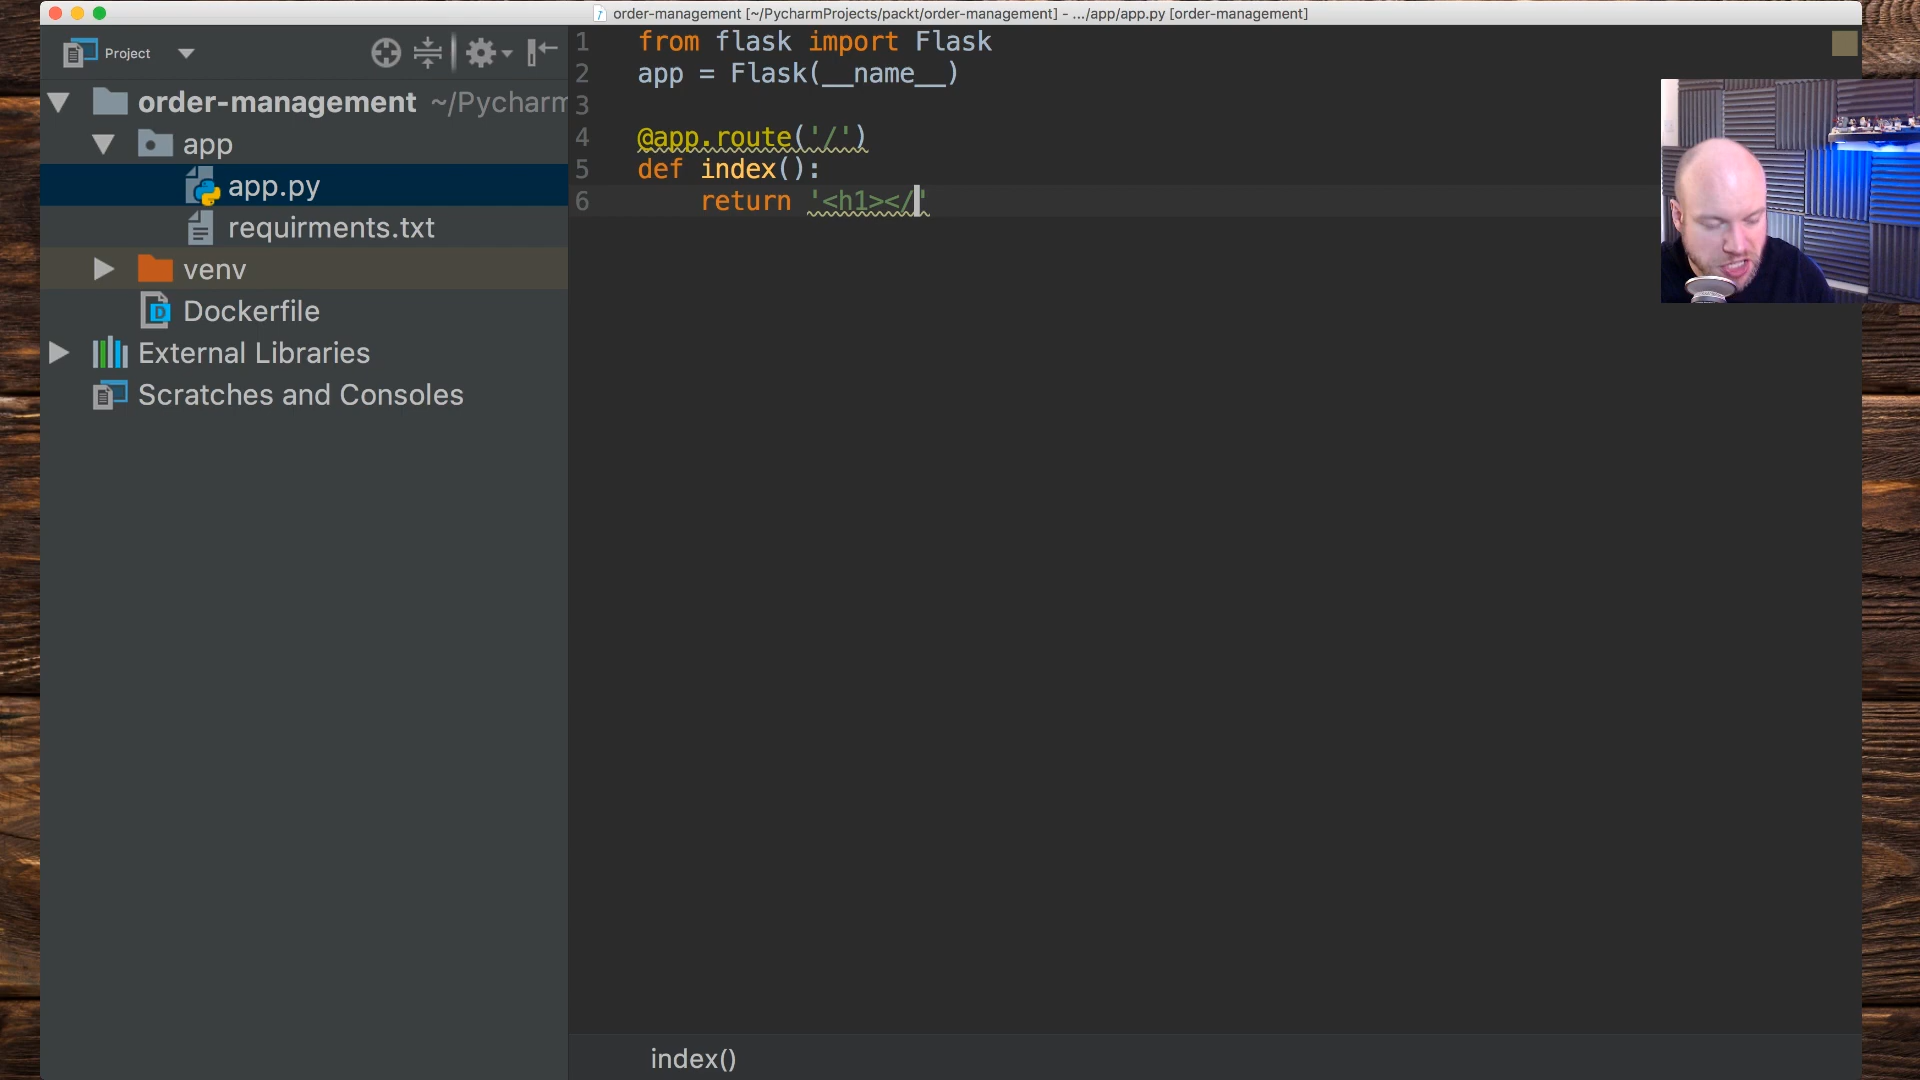 order-management [~/PycharmProjects/packt/order-management] - .../app/app.py [order-management]
Project
order-management ~/Pycharm
app
app.py
requirments.txt
venv
Dockerfile
External Libraries
Scratches and Consoles
1 from flask import Flask
2 app = Flask(__name__)
3
4 @app.route('/')
5 def index():
6 return '<h1></'
index()